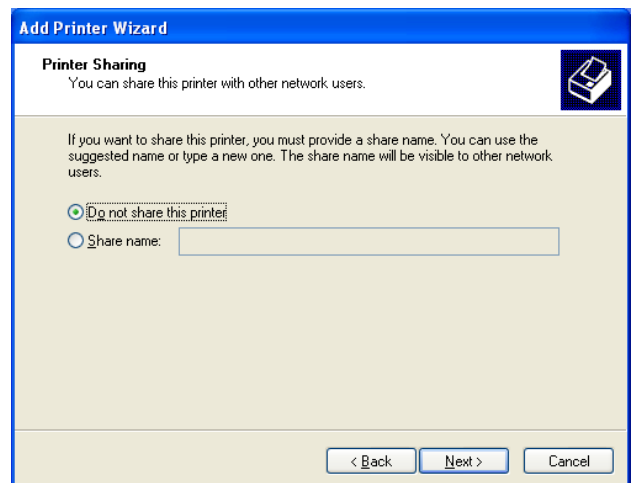 Add Printer Wizard
Printer Sharing
You can share this printer with other network users.
If you want to share this printer, you must provide a share name. You can use the
suggested name or type a new one. The share name will be visible to other network
users.
Do not share this printer
Share name:
< Back
Next >
Cancel